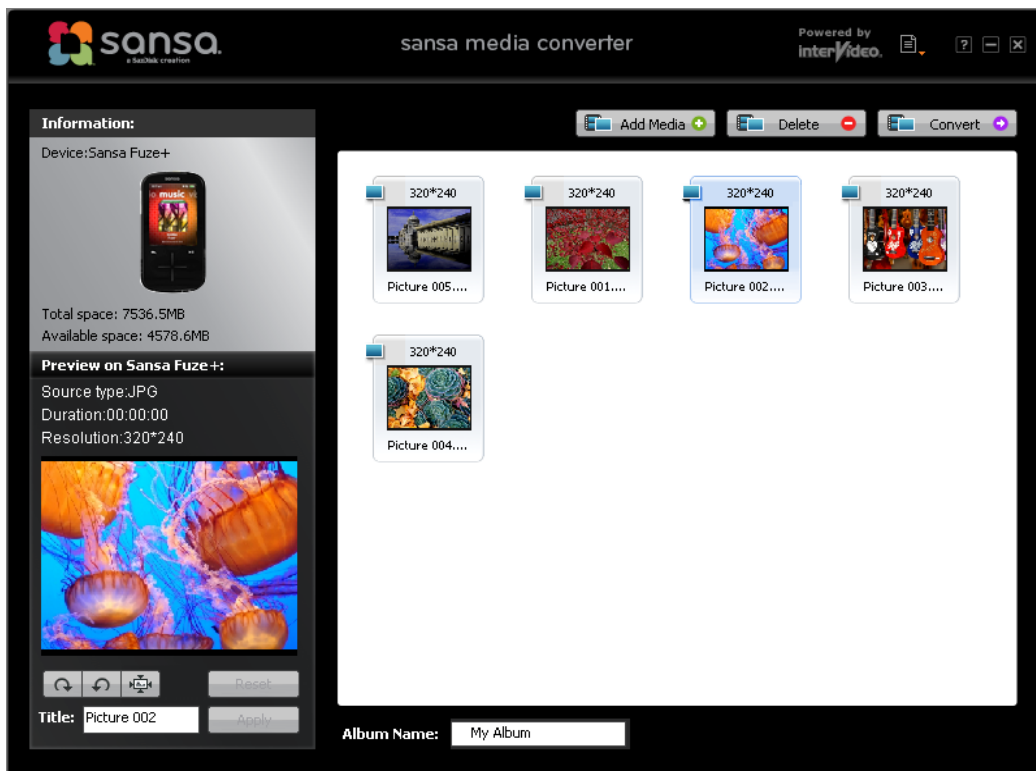 sansa.
a SanDisk creation
sansa media converter
Powered by
InterVideo.
?
Information:
Device:Sansa Fuze+
music
Total space: 7536.5MB
Available space: 4578.6MB
Preview on Sansa Fuze+:
Source type:JPG
Duration:00:00:00
Resolution:320*240
Reset
Title: Picture 002
Apply
Add Media
Delete
Convert
320*240
Picture 005....
320*240
Picture 001....
320*240
Picture 002....
320*240
Picture 003....
320*240
Picture 004....
Album Name: My Album